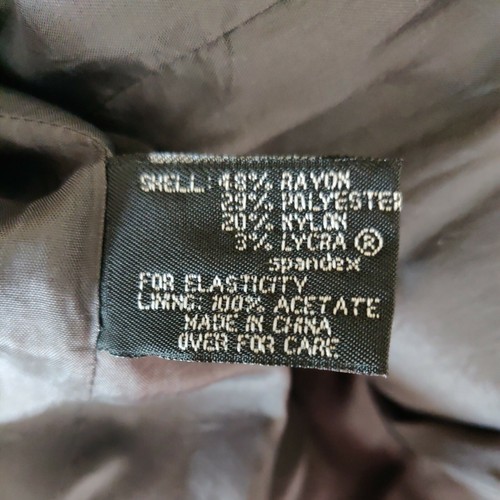 SHELL: 48% RAYON
29% POLYESTER
20% NYLON
3% LYCRA ®
spandex
FOR ELASTICITY
LINING: 100% ACETATE
MADE IN CHINA
OVER FOR CARE